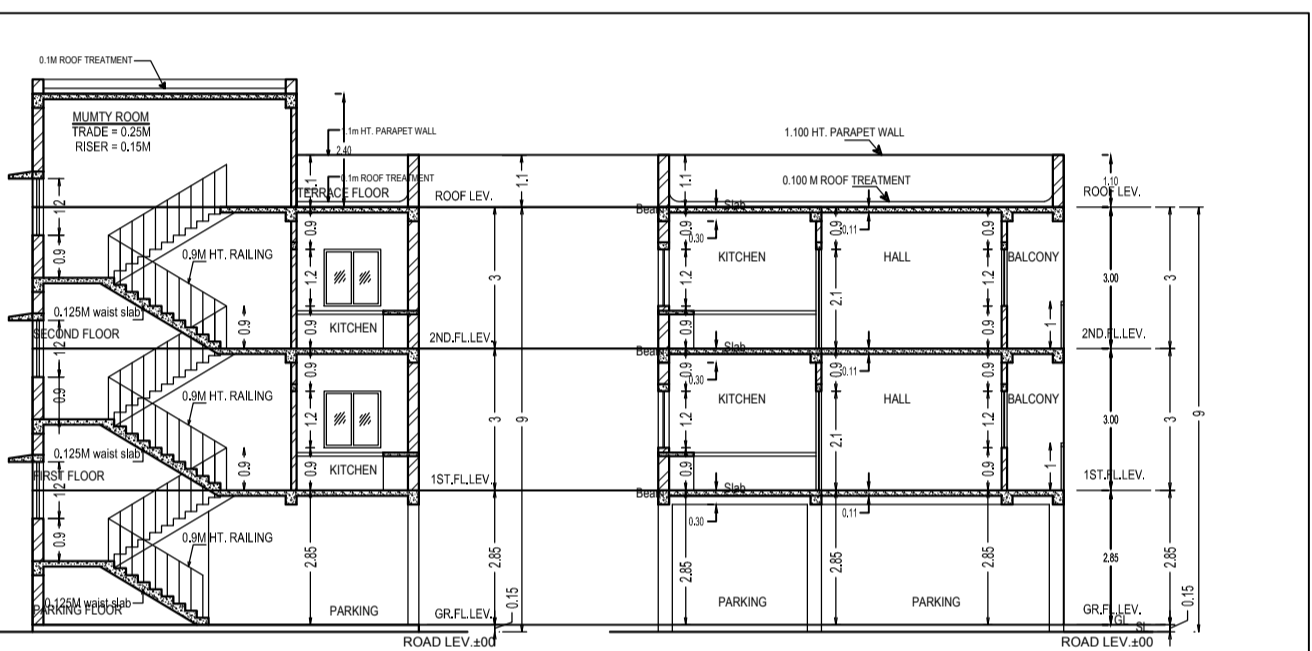 0.1M ROOF TREATMENT
MUMTY ROOM
TRADE = 0.25M
RISER = 0.15M
1.1m HT. PARAPET WALL
2.40
1.100 HT. PARAPET WALL
0.1m ROOF TREATMENT
0.100 M ROOF TREATMENT
1.1
1.1
1.1
1.10
TERRACE FLOOR
ROOF LEV.
ROOF LEV.
Slab
1.2
0.9
0.9
0.30
0.9
0.11
0.9
0.9M HT. RAILING
KITCHEN
HALL
BALCONY
0.9
1.2
1.2
2.1
1.2
3
3.00
3
0.125M waist slab
0.9
0.9
0.9
0.9
1
SECOND FLOOR
KITCHEN
2ND.FL.LEV.
2ND.FL.LEV.
Slab
1.2
0.9
0.9
0.30
0.9
0.11
0.9
0.9M HT. RAILING
KITCHEN
HALL
BALCONY
0.9
1.2
1.2
2.1
1.2
3
9
3.00
3
9
0.125M waist slab
0.9
0.9
0.9
0.9
1
FIRST FLOOR
KITCHEN
1ST.FL.LEV.
1ST.FL.LEV.
Slab
1.2
0.30
0.11
0.9M HT. RAILING
0.9
2.85
2.85
2.85
2.85
2.85
2.85
2.85
0.125M waist slab
PARKING FLOOR
PARKING
PARKING
PARKING
0.15
0.15
GR.FL.LEV.
GR.FL.LEV.
ROAD LEV.±00
ROAD LEV.±00